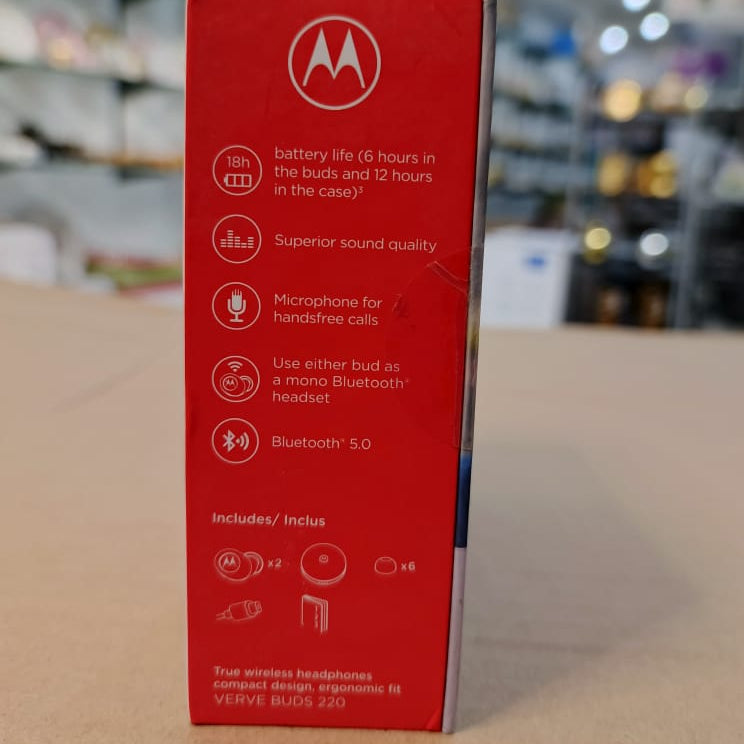 18h
battery life (6 hours in
the buds and 12 hours
in the case)³
Superior sound quality
Microphone for
handsfree calls
Use either bud as
a mono Bluetooth®
headset
Bluetooth® 5.0
Includes/ Inclus
x2
x6
True wireless headphones
compact design, ergonomic fit
VERVE BUDS 220